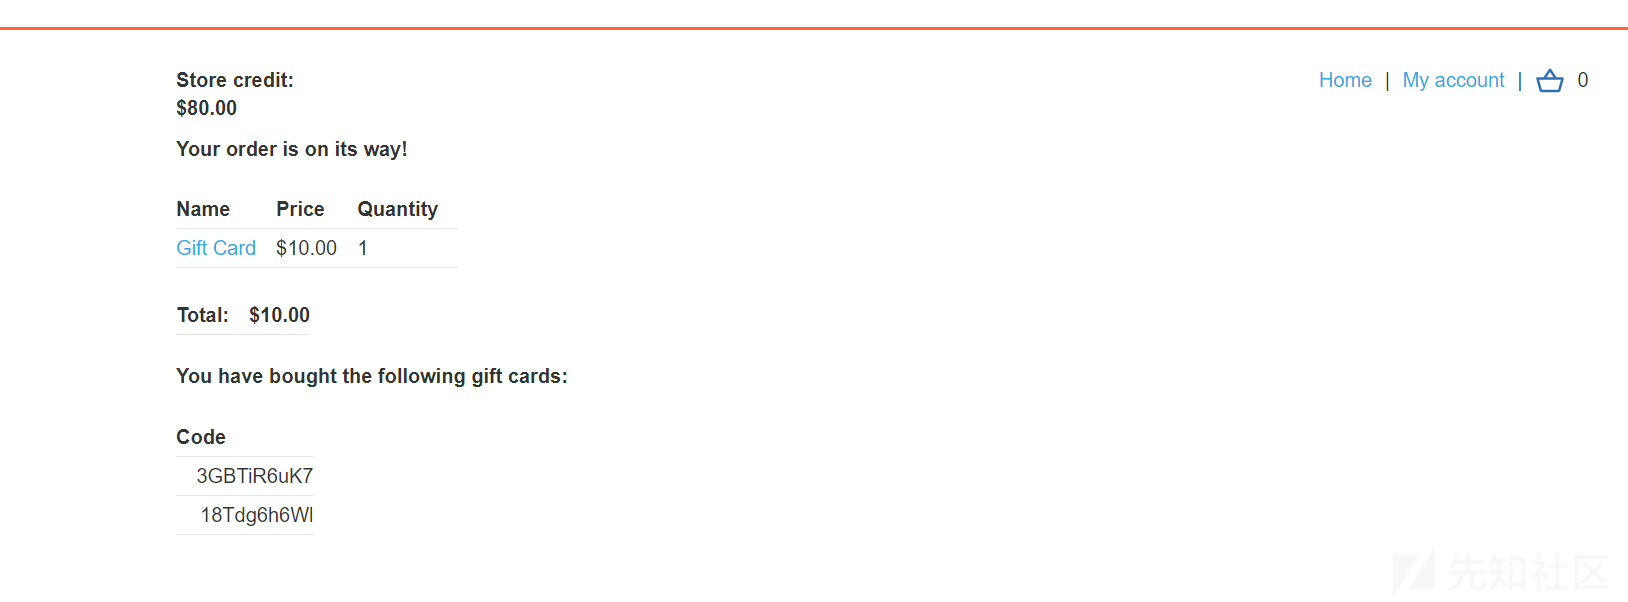 Store credit:
$80.00
Home | My account | 0
Your order is on its way!
Name Price Quantity
Gift Card $10.00 1
Total: $10.00
You have bought the following gift cards:
Code
3GBTiR6uK7
18Tdg6h6Wl
先知社区